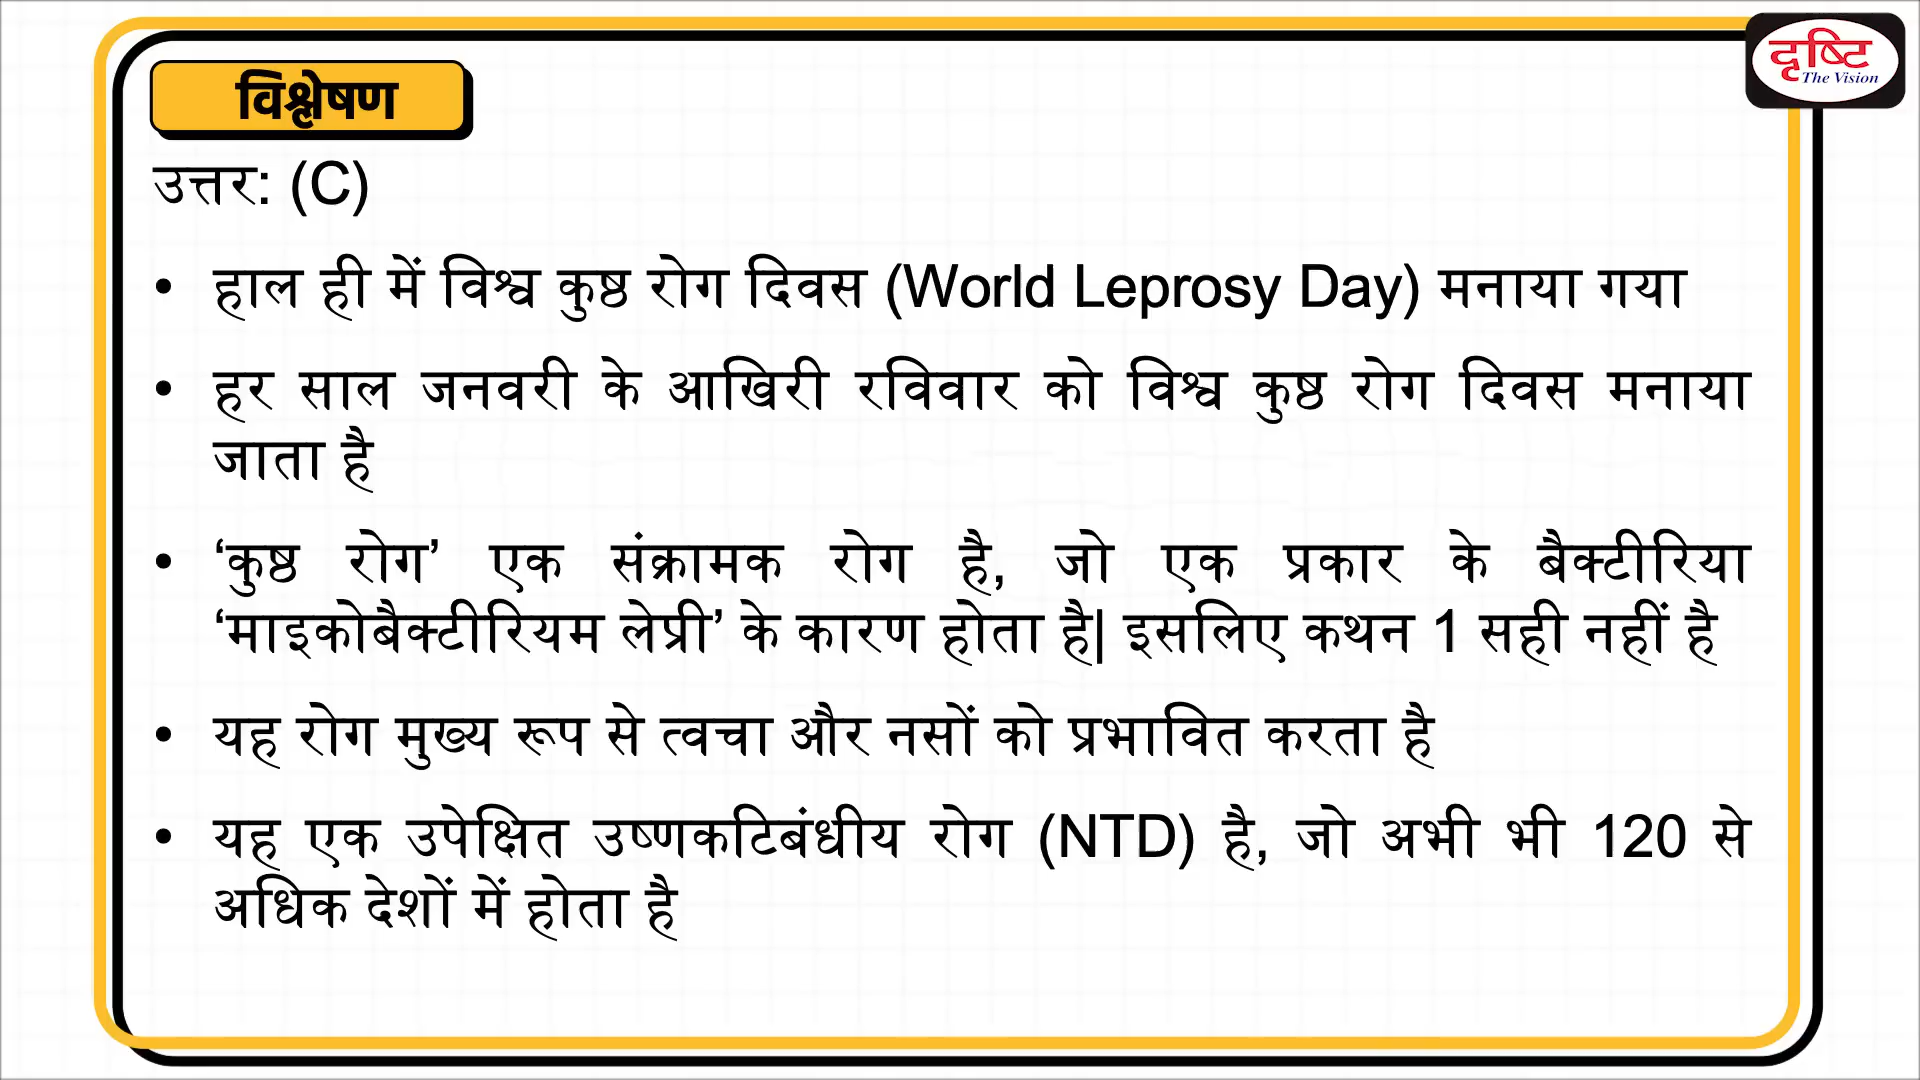 दृष्टि
The Vision
विश्लेषण
उत्तर: (C)
• हाल ही में विश्व कुष्ठ रोग दिवस (World Leprosy Day) मनाया गया
• हर साल जनवरी के आखिरी रविवार को विश्व कुष्ठ रोग दिवस मनाया
जाता है
• ‘कुष्ठ रोग’ एक संक्रामक रोग है, जो एक प्रकार के बैक्टीरिया
‘माइकोबैक्टीरियम लेप्री’ के कारण होता है| इसलिए कथन 1 सही नहीं है
• यह रोग मुख्य रूप से त्वचा और नसों को प्रभावित करता है
• यह एक उपेक्षित उष्णकटिबंधीय रोग (NTD) है, जो अभी भी 120 से
अधिक देशों में होता है